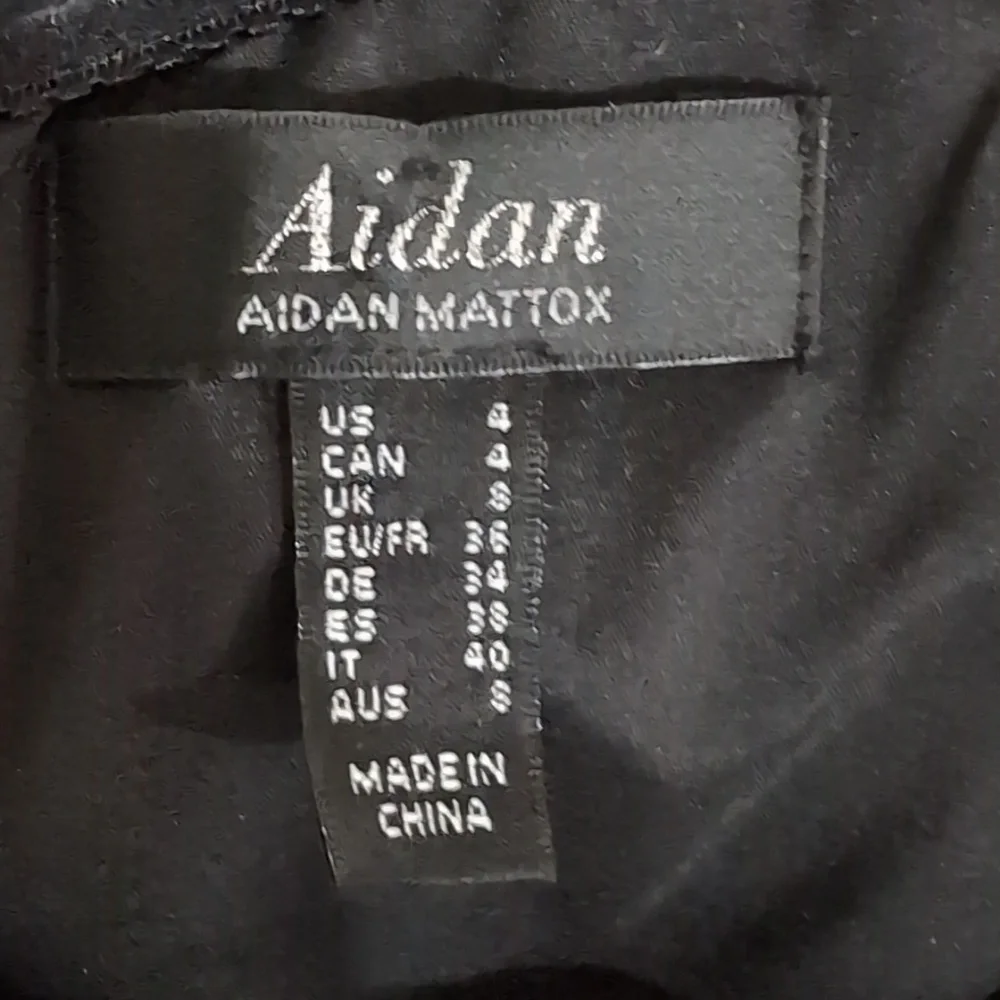 Aidan
AIDAN MATTOX
US 4
CAN 4
UK 8
EU/FR 36
DE 34
ES 36
IT 40
AUS 8
MADE IN
CHINA